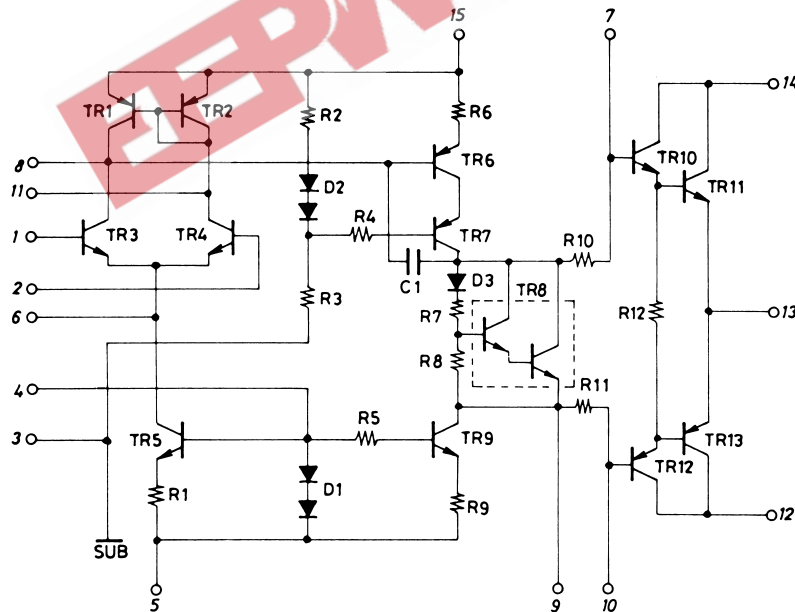 EEPW
15
7
14
TR1
TR2
R2
R6
8
TR6
TR10
TR11
11
D2
1
TR3
TR4
R4
TR7
R10
C1
D3
TR8
2
R3
R7
R12
13
6
R8
4
R11
3
TR5
R5
TR9
TR13
TR12
R1
D1
R9
12
SUB
5
9
10